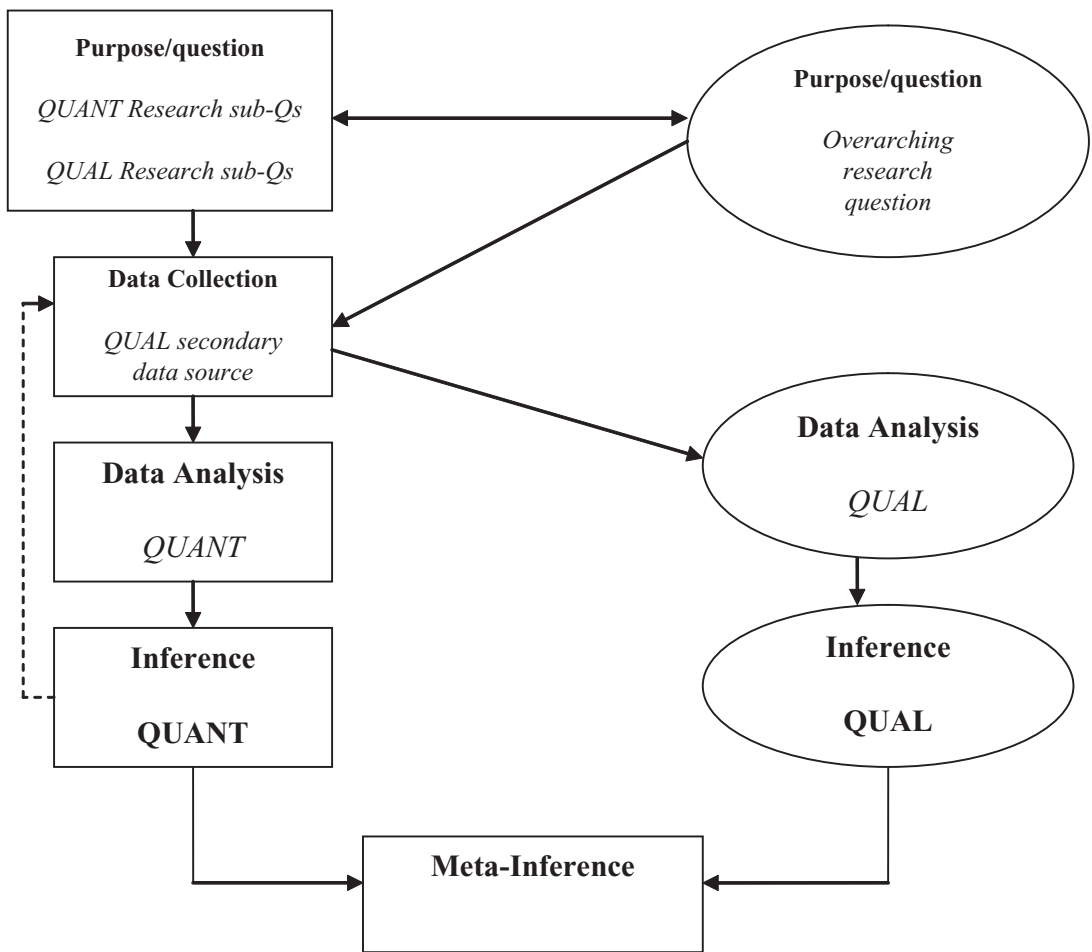 Purpose/question
QUANT Research sub-Qs
QUAL Research sub-Qs
Purpose/question
Overarching
research
question
Data Collection
QUAL secondary
data source
Data Analysis
QUANT
Data Analysis
QUAL
Inference
QUANT
Inference
QUAL
Meta-Inference